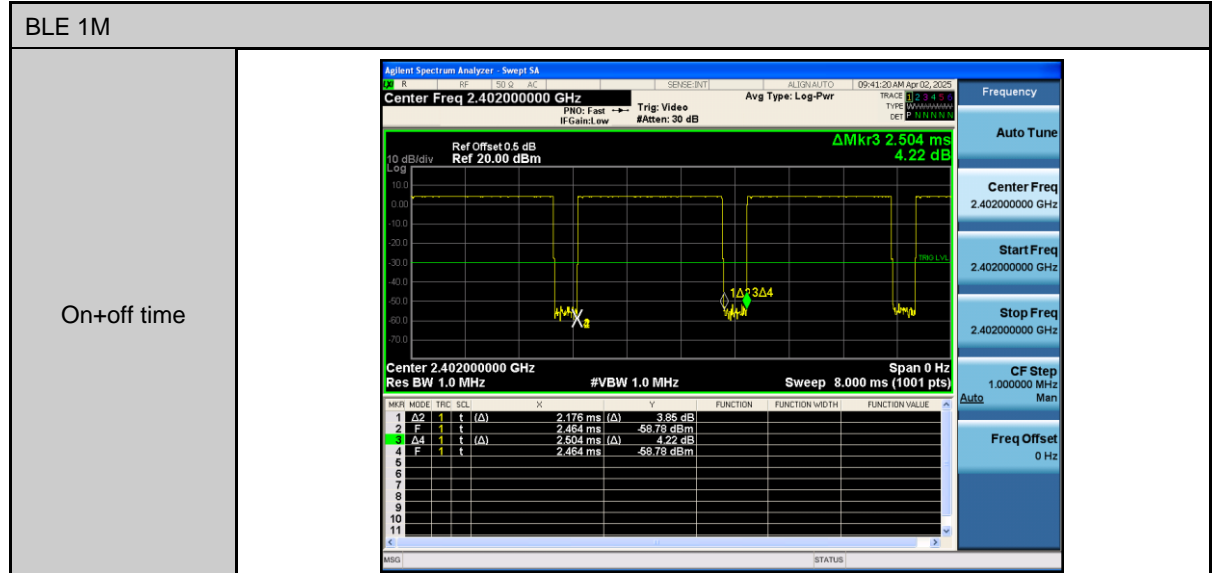 BLE 1M
On+off time
Agilent Spectrum Analyzer - Swept SA
R RF 50 Ω AC SENSE:INT ALIGN AUTO 09:41:20 AM Apr 02, 2025
Center Freq 2.402000000 GHz
PNO: Fast
IFGain:Low
Trig: Video
#Atten: 30 dB
Avg Type: Log-Pwr
TRACE 1 2 3 4 5 6
TYPE
DET P N N N N N
Ref Offset 0.5 dB
10 dB/div Ref 20.00 dBm
Log
ΔMkr3 2.504 ms
4.22 dB
10.0
0.00
-10.0
-20.0
-30.0
-40.0
-50.0
-60.0
-70.0
TRIG LVL
1Δ23Δ4
Center 2.402000000 GHz Span 0 Hz
Res BW 1.0 MHz #VBW 1.0 MHz Sweep 8.000 ms (1001 pts)
MKR MODE TRC SCL X Y FUNCTION FUNCTION WIDTH FUNCTION VALUE
1 Δ2 1 t (Δ) 2.176 ms (Δ) 3.85 dB
2 F 1 t 2.464 ms -58.78 dBm
3 Δ4 1 t (Δ) 2.504 ms (Δ) 4.22 dB
4 F 1 t 2.464 ms -58.78 dBm
5
6
7
8
9
10
11
MSG STATUS
Frequency
Auto Tune
Center Freq
2.402000000 GHz
Start Freq
2.402000000 GHz
Stop Freq
2.402000000 GHz
CF Step
1.000000 MHz
Auto Man
Freq Offset
0 Hz